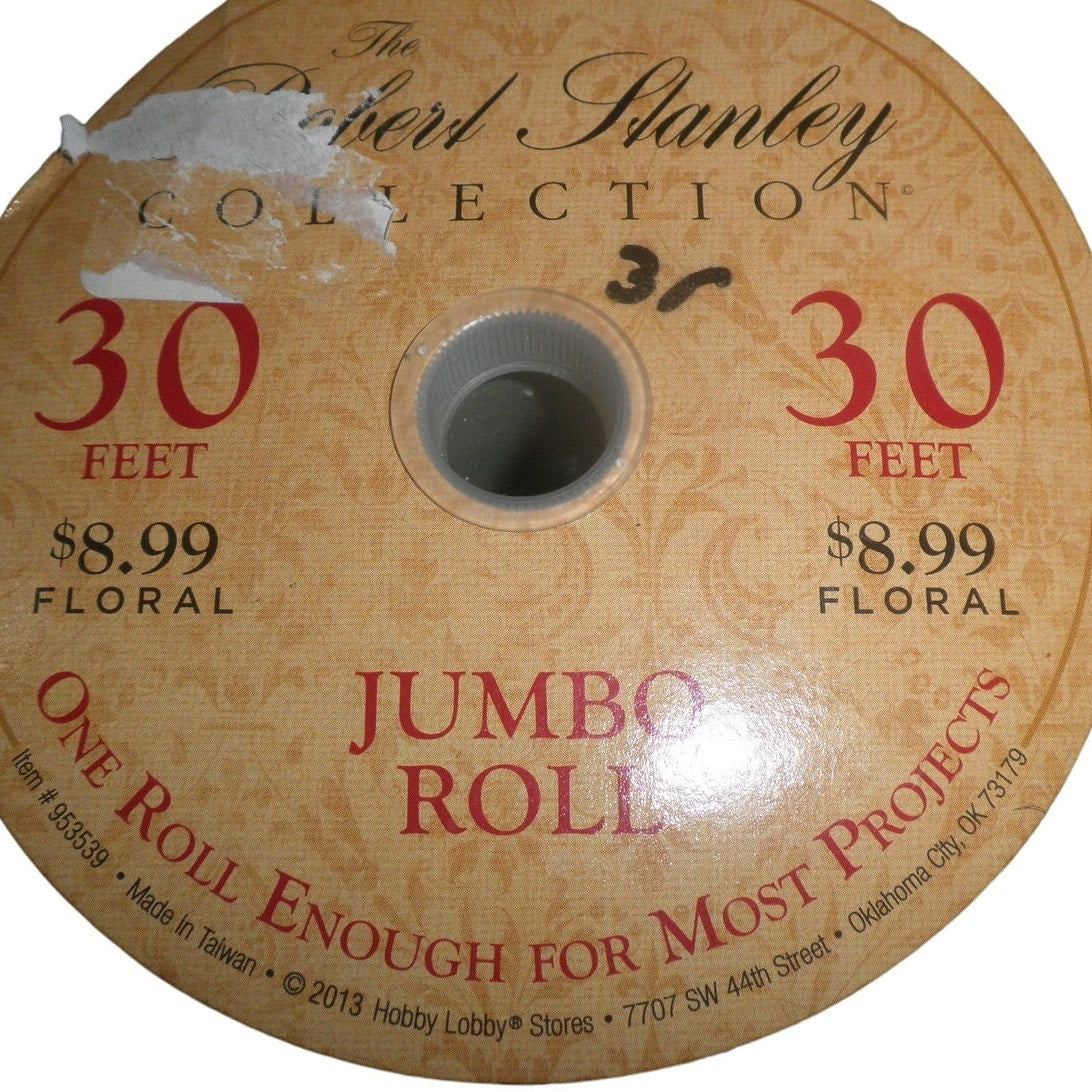 The
Robert Stanley
COLLECTION©
30
FEET
$8.99
FLORAL
30
FEET
$8.99
FLORAL
JUMBO
ROLL
ONE ROLL ENOUGH FOR MOST PROJECTS
Item # 953539 • Made in Taiwan • © 2013 Hobby Lobby® Stores • 7707 SW 44th Street • Oklahoma City, OK 73179